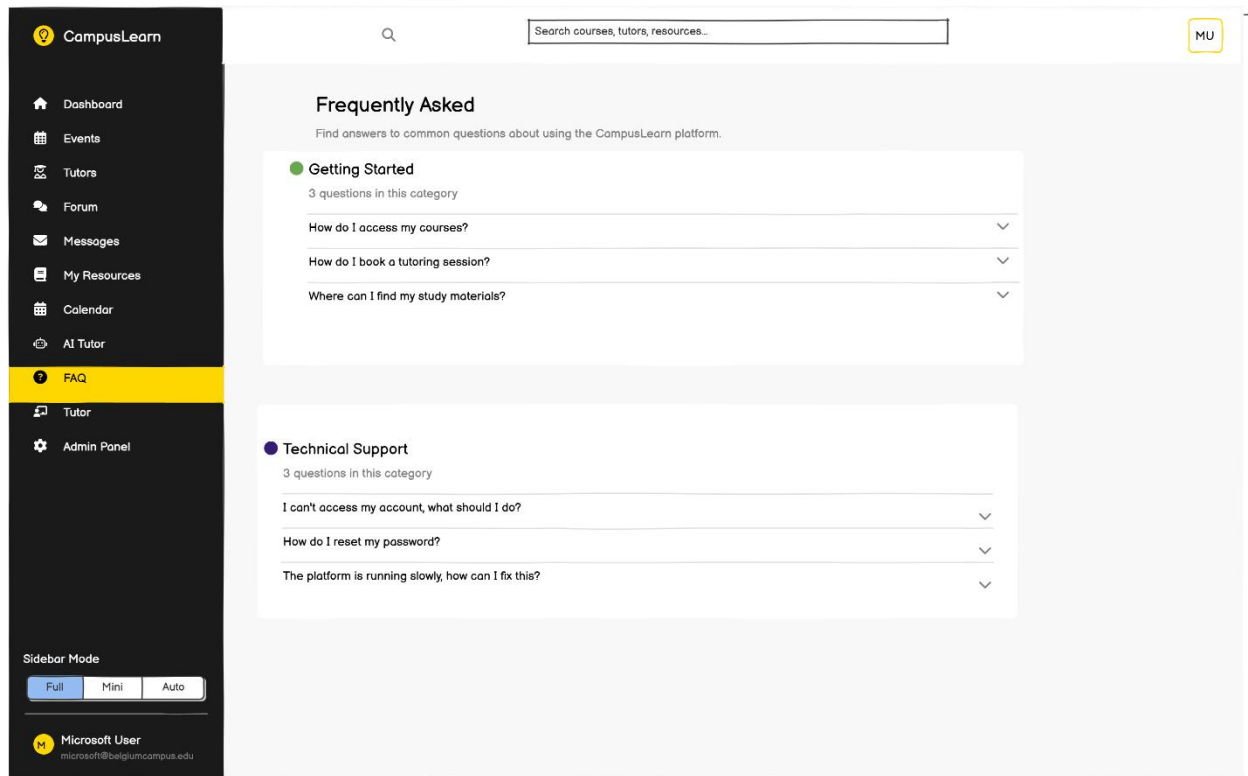 CampusLearn
Search courses, tutors, resources...
MU
Dashboard
Events
Tutors
Forum
Messages
My Resources
Calendar
AI Tutor
FAQ
Tutor
Admin Panel
Sidebar Mode
Full Mini Auto
M
Microsoft User
microsoft@belgiumcampus.edu
Frequently Asked
Find answers to common questions about using the CampusLearn platform.
Getting Started
3 questions in this category
How do I access my courses?
How do I book a tutoring session?
Where can I find my study materials?
Technical Support
3 questions in this category
I can't access my account, what should I do?
How do I reset my password?
The platform is running slowly, how can I fix this?